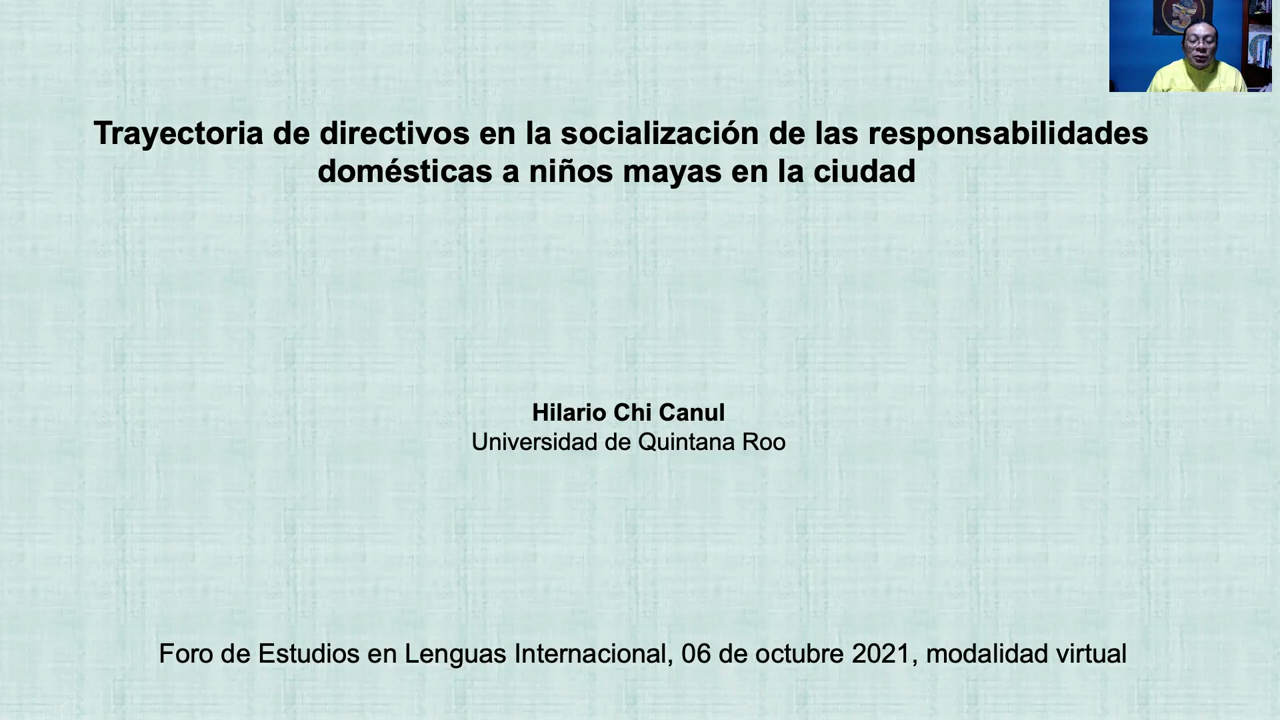 Trayectoria de directivos en la socialización de las responsabilidades
domésticas a niños mayas en la ciudad
Hilario Chi Canul
Universidad de Quintana Roo
Foro de Estudios en Lenguas Internacional, 06 de octubre 2021, modalidad virtual